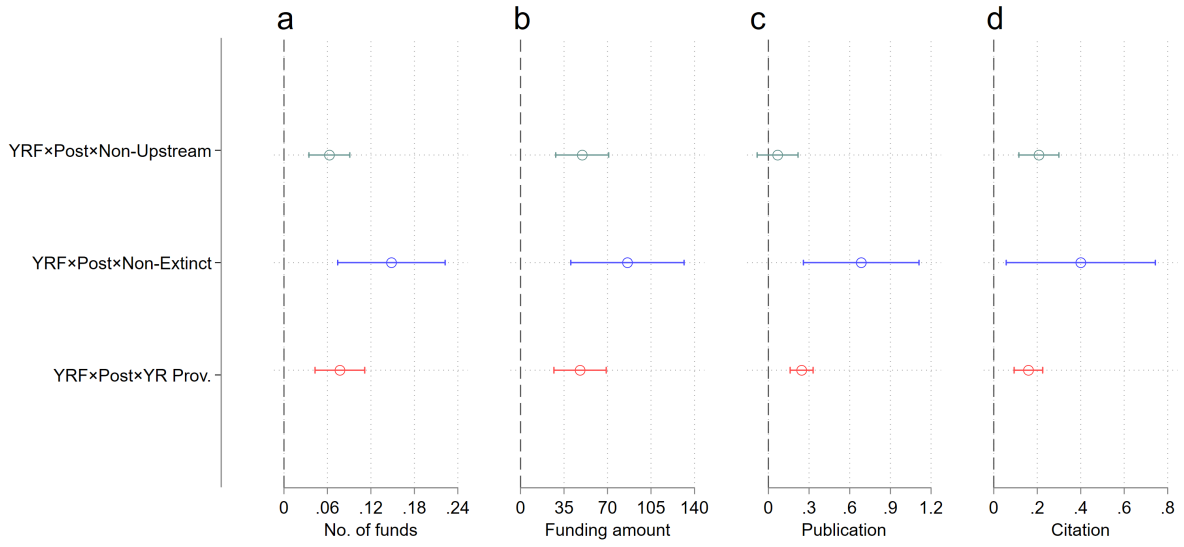 a b c d
YRF×Post×Non-Upstream
YRF×Post×Non-Extinct
YRF×Post×YR Prov.
0 .06 .12 .18 .24 0 35 70 105 140 0 .3 .6 .9 1.2 0 .2 .4 .6 .8
No. of funds Funding amount Publication Citation